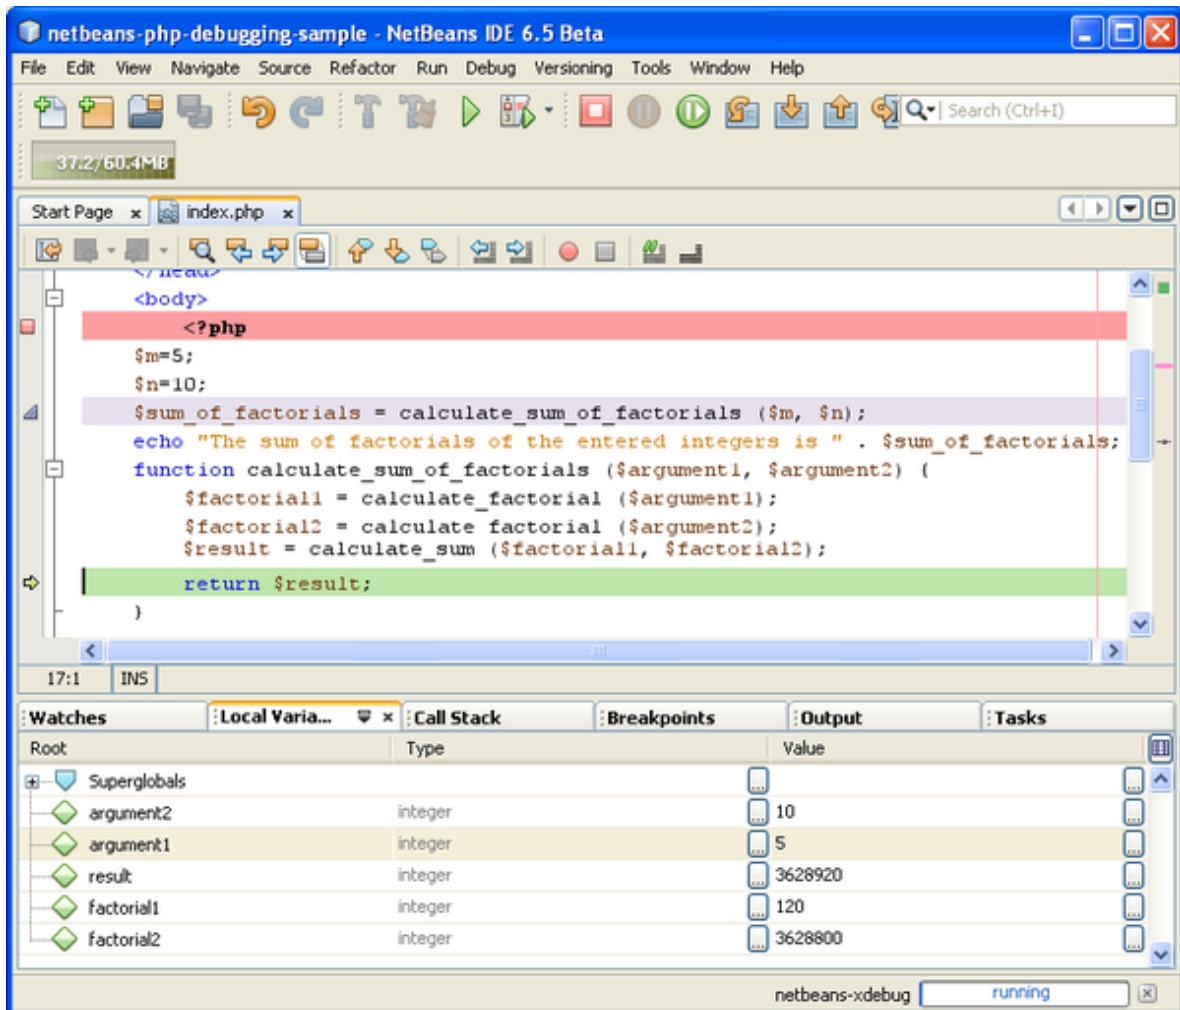 netbeans-php-debugging-sample - NetBeans IDE 6.5 Beta
File Edit View Navigate Source Refactor Run Debug Versioning Tools Window Help
Search (Ctrl+I)
37.2/60.4MB
Start Page index.php
</head>
<body>
<?php
$m=5;
$n=10;
$sum_of_factorials = calculate_sum_of_factorials ($m, $n);
echo "The sum of factorials of the entered integers is " . $sum_of_factorials;
function calculate_sum_of_factorials ($argument1, $argument2) {
$factorial1 = calculate_factorial ($argument1);
$factorial2 = calculate factorial ($argument2);
$result = calculate_sum ($factorial1, $factorial2);
return $result;
}
17:1 INS
Watches Local Varia... Call Stack Breakpoints Output Tasks
Root Type Value
Superglobals
argument2 integer 10
argument1 integer 5
result integer 3628920
factorial1 integer 120
factorial2 integer 3628800
netbeans-xdebug running